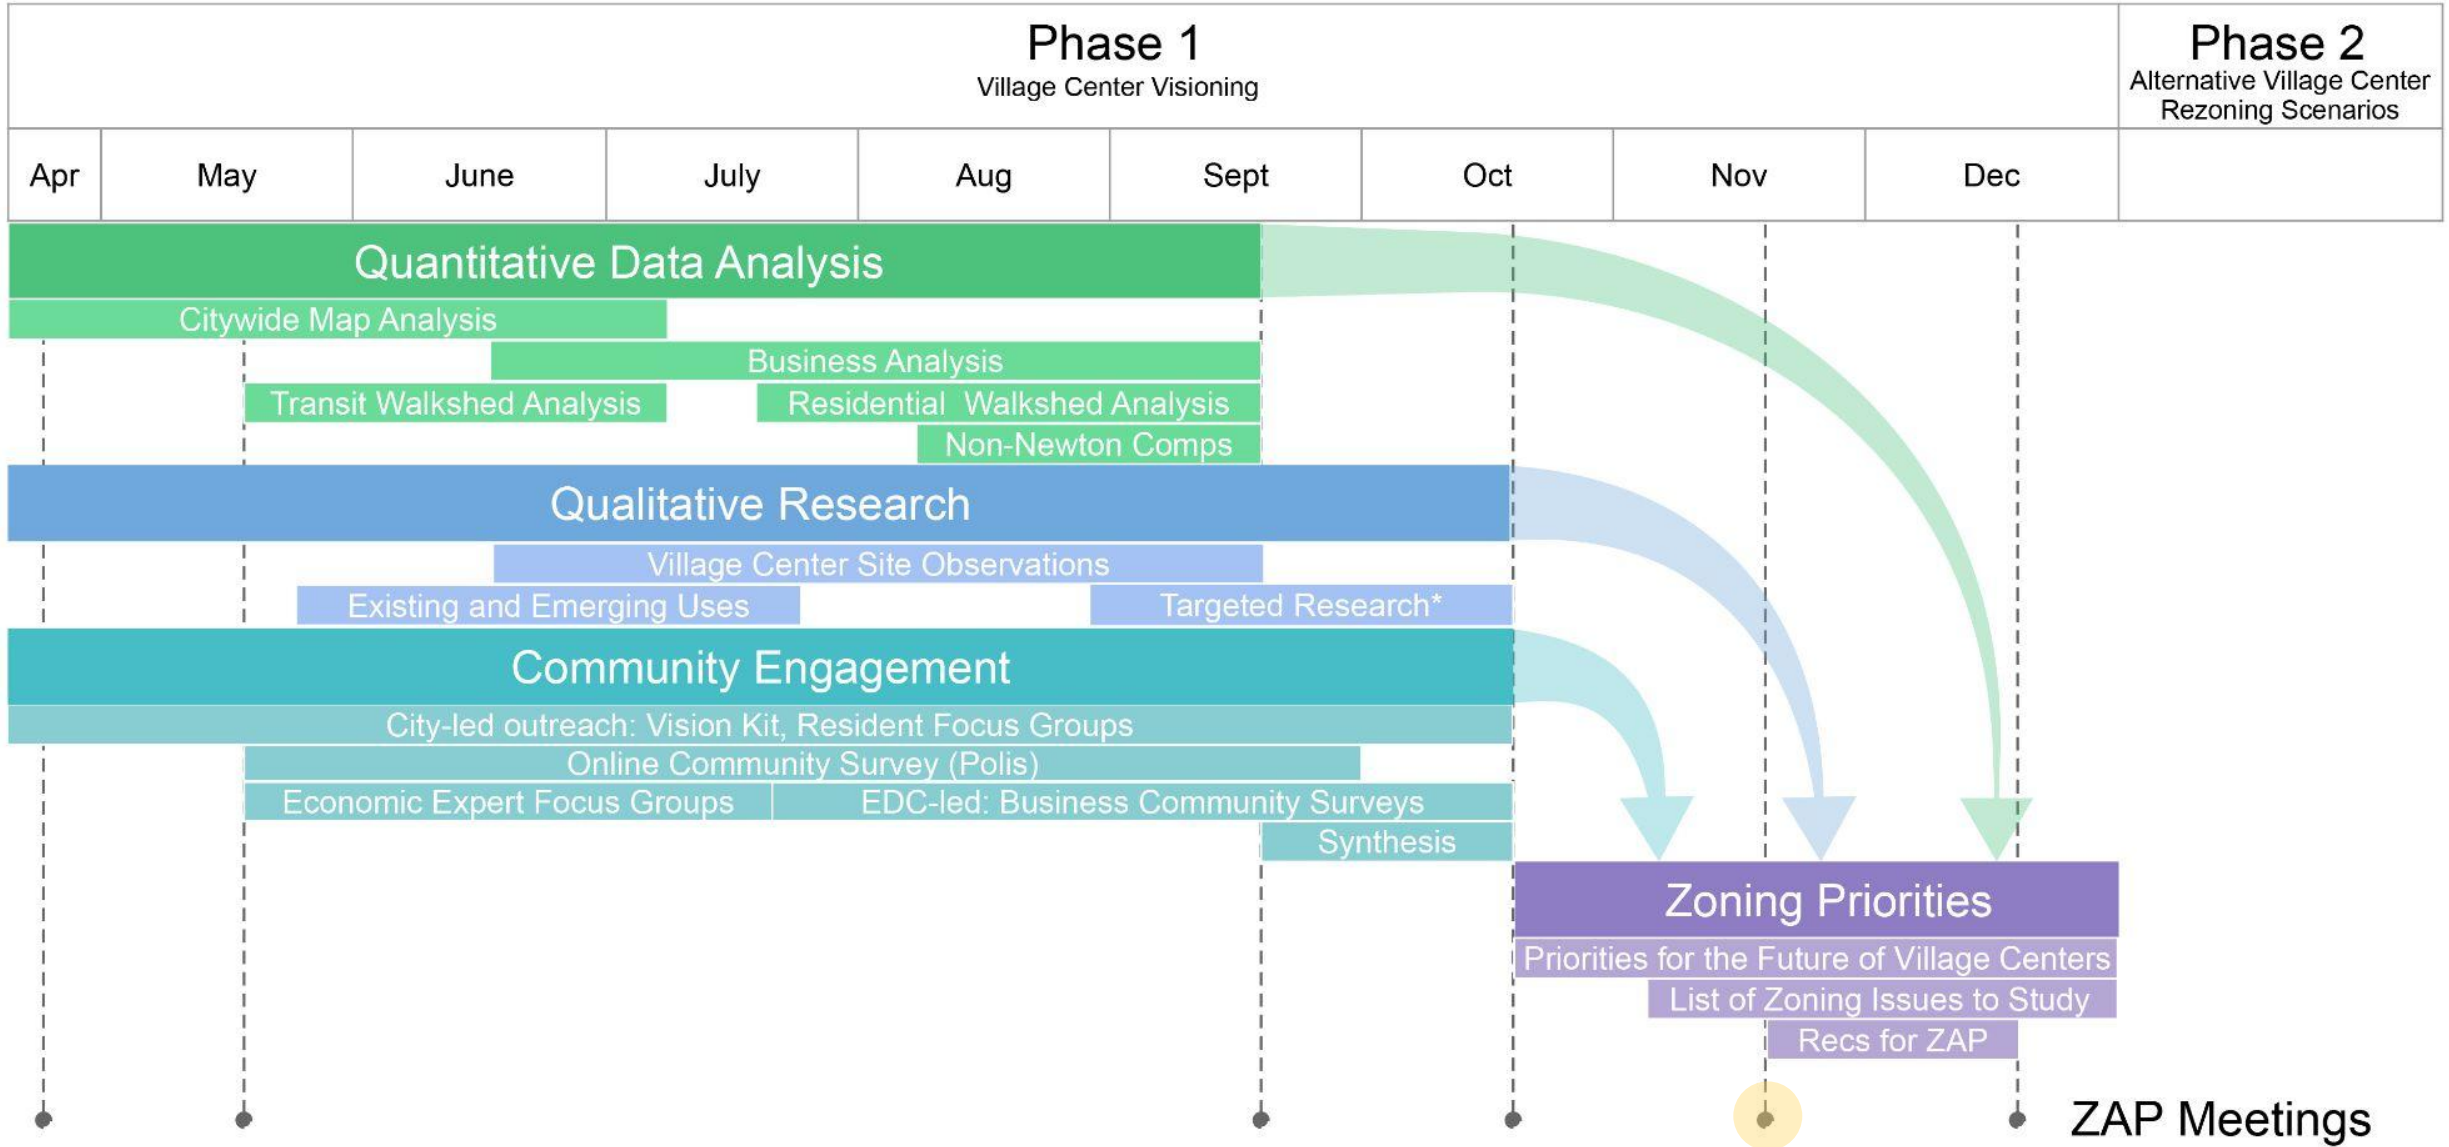 Phase 1
Village Center Visioning
Phase 2
Alternative Village Center
Rezoning Scenarios
Apr
May
June
July
Aug
Sept
Oct
Nov
Dec
Quantitative Data Analysis
Citywide Map Analysis
Business Analysis
Transit Walkshed Analysis
Residential Walkshed Analysis
Non-Newton Comps
Qualitative Research
Village Center Site Observations
Existing and Emerging Uses
Targeted Research*
Community Engagement
City-led outreach: Vision Kit, Resident Focus Groups
Online Community Survey (Polis)
Economic Expert Focus Groups
EDC-led: Business Community Surveys
Synthesis
Zoning Priorities
Priorities for the Future of Village Centers
List of Zoning Issues to Study
Recs for ZAP
ZAP Meetings